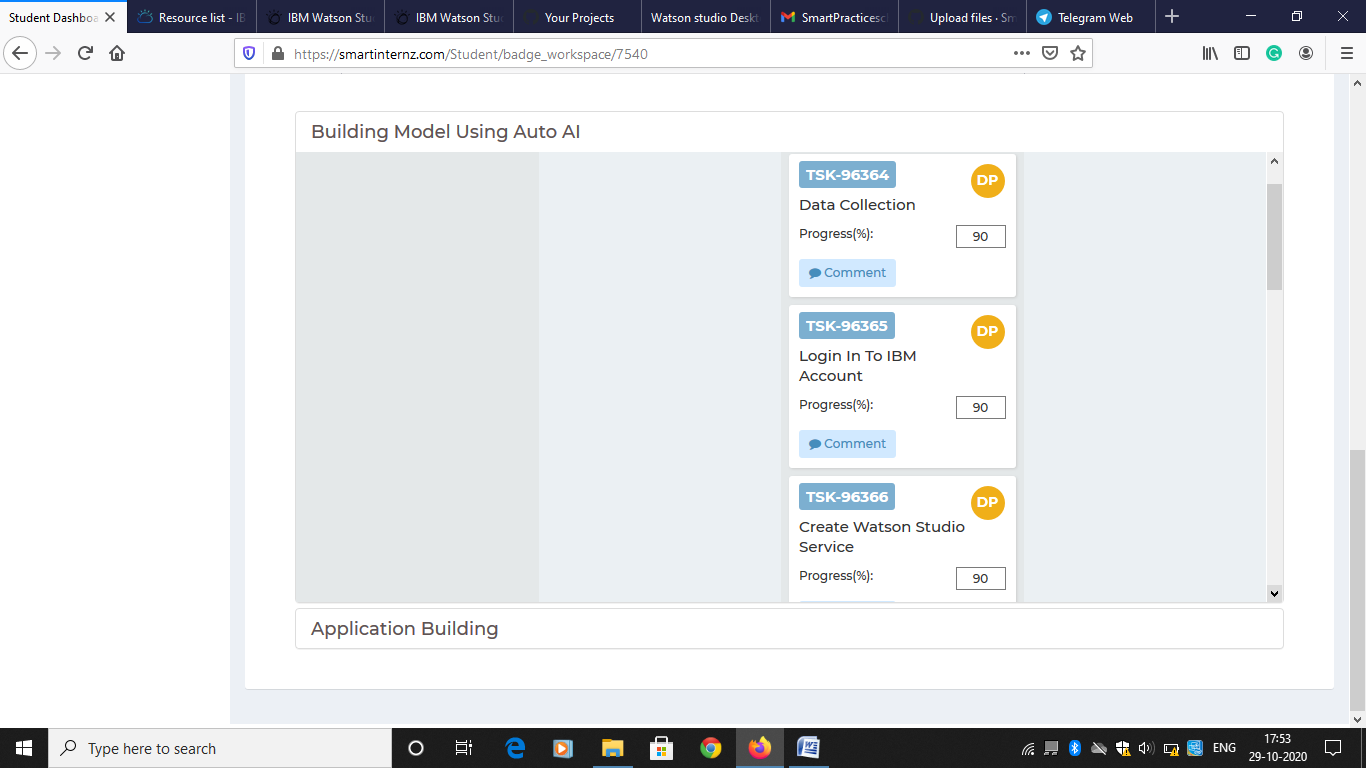 Student Dashboa
Resource list - IB
IBM Watson Stu
IBM Watson Stu
Your Projects
Watson studio Deskt
SmartPracticesc
Upload files · Sm
Telegram Web
https://smartinternz.com/Student/badge_workspace/7540
Building Model Using Auto AI
TSK-96364
DP
Data Collection
Progress(%):
90
Comment
TSK-96365
DP
Login In To IBM
Account
Progress(%):
90
Comment
TSK-96366
DP
Create Watson Studio
Service
Progress(%):
90
Application Building
Type here to search
ENG
17:53
29-10-2020